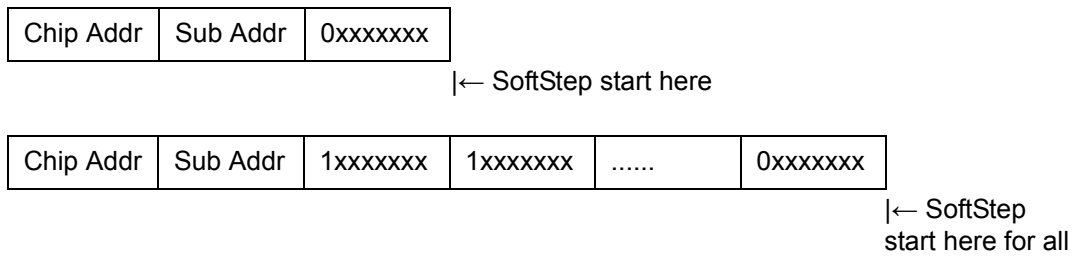 Chip Addr Sub Addr 0xxxxxxx
|← SoftStep start here
Chip Addr Sub Addr 1xxxxxxx 1xxxxxxx ...... 0xxxxxxx
|← SoftStep
start here for all